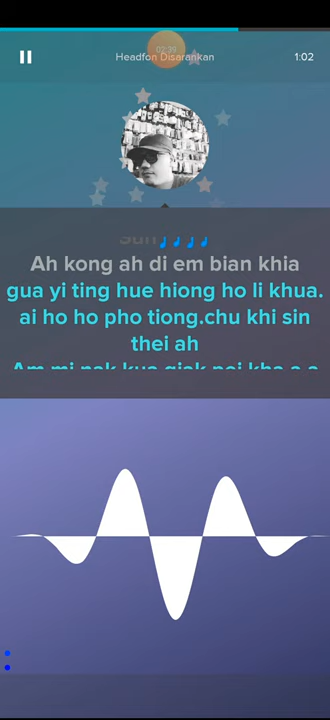 02:39
Headfon Disarankan
1:02
Ah kong ah di em bian khia
gua yi ting hue hiong ho li khua.
ai ho ho pho tiong.chu khi sin
thei ah